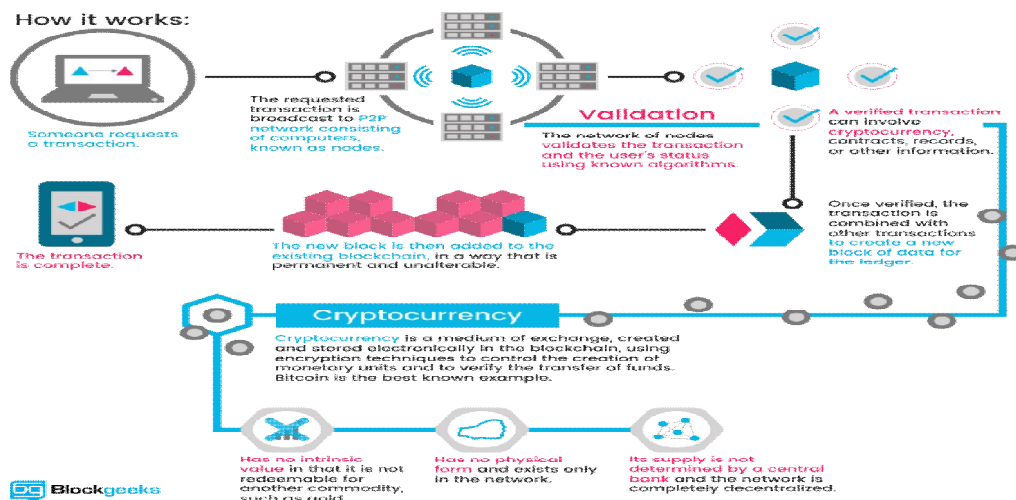 How it works:
Someone requests
a transaction.
The requested
transaction is
broadcast to P2P
network consisting
of computers,
known as nodes.
Validation
The network of nodes
validates the transaction
and the user's status
using known algorithms.
A verified transaction
can involve
cryptocurrency,
contracts, records,
or other information.
Once verified, the
transaction is
combined with
other transactions
to create a new
block of data for
the ledger.
The new block is then added to the
existing blockchain, in a way that is
permanent and unalterable.
The transaction
is complete.
Cryptocurrency
Cryptocurrency is a medium of exchange, created
and stored electronically in the blockchain, using
encryption techniques to control the creation of
monetary units and to verify the transfer of funds.
Bitcoin is the best known example.
Has no intrinsic
value in that it is not
redeemable for
another commodity,
such as gold.
Has no physical
form and exists only
in the network.
Its supply is not
determined by a central
bank and the network is
completely decentralized.
Blockgeeks